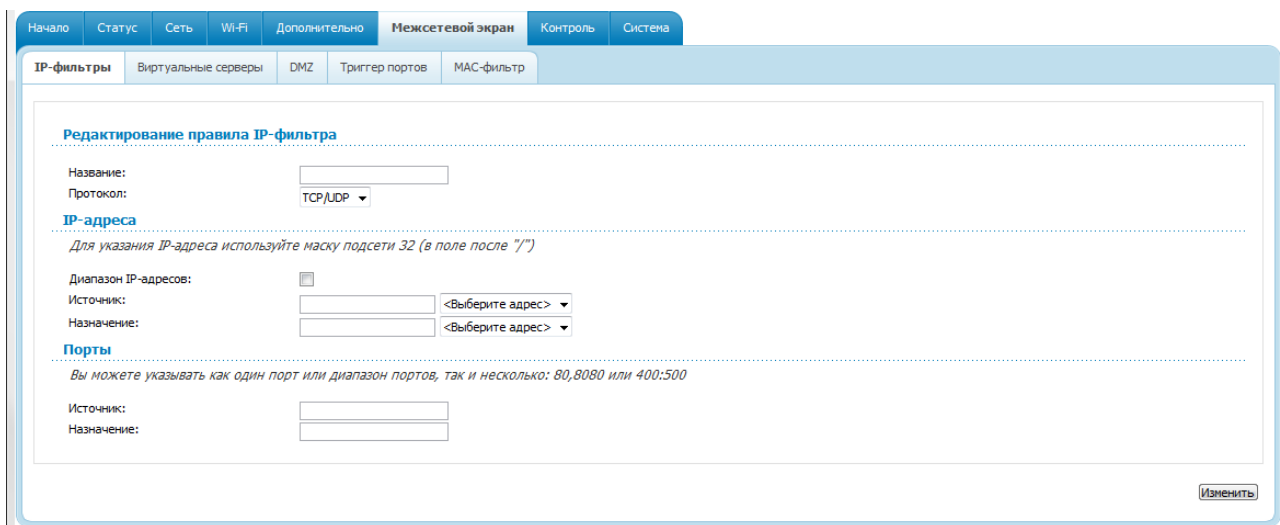 Начало Статус Сеть Wi-Fi Дополнительно Межсетевой экран Контроль Система
IP-фильтры Виртуальные серверы DMZ Триггер портов MAC-фильтр
Редактирование правила IP-фильтра
Название:
Протокол: TCP/UDP
IP-адреса
Для указания IP-адреса используйте маску подсети 32 (в поле после "/")
Диапазон IP-адресов:
Источник: <Выберите адрес>
Назначение: <Выберите адрес>
Порты
Вы можете указывать как один порт или диапазон портов, так и несколько: 80,8080 или 400:500
Источник:
Назначение:
Изменить